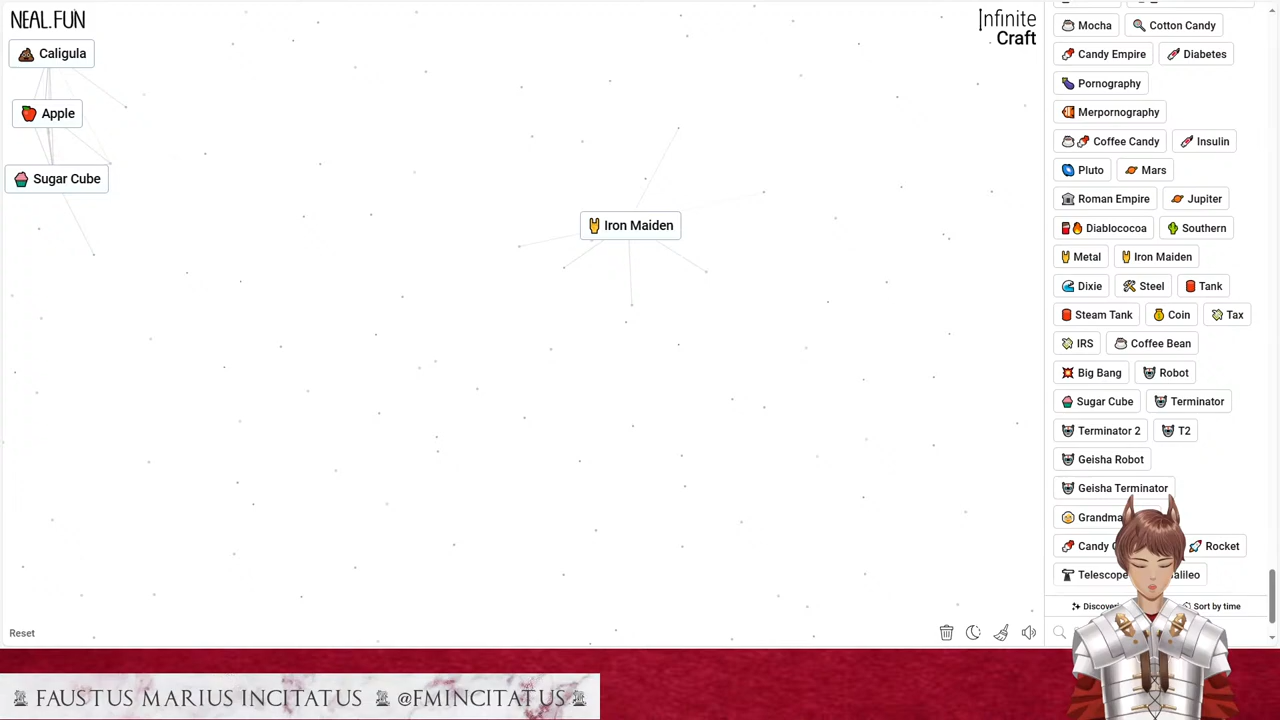 NEAL.FUN
Infinite
Craft
Caligula
Apple
Sugar Cube
Iron Maiden
Mocha
Cotton Candy
Candy Empire
Diabetes
Pornography
Merpornography
Coffee Candy
Insulin
Pluto
Mars
Roman Empire
Jupiter
Diablococoa
Southern
Metal
Iron Maiden
Dixie
Steel
Tank
Steam Tank
Coin
Tax
IRS
Coffee Bean
Big Bang
Robot
Sugar Cube
Terminator
Terminator 2
T2
Geisha Robot
Geisha Terminator
Grandma
Candy
Rocket
Telescope
Sort by time
Reset
FAUSTUS MARIUS INCITATUS @FMINCITATUS